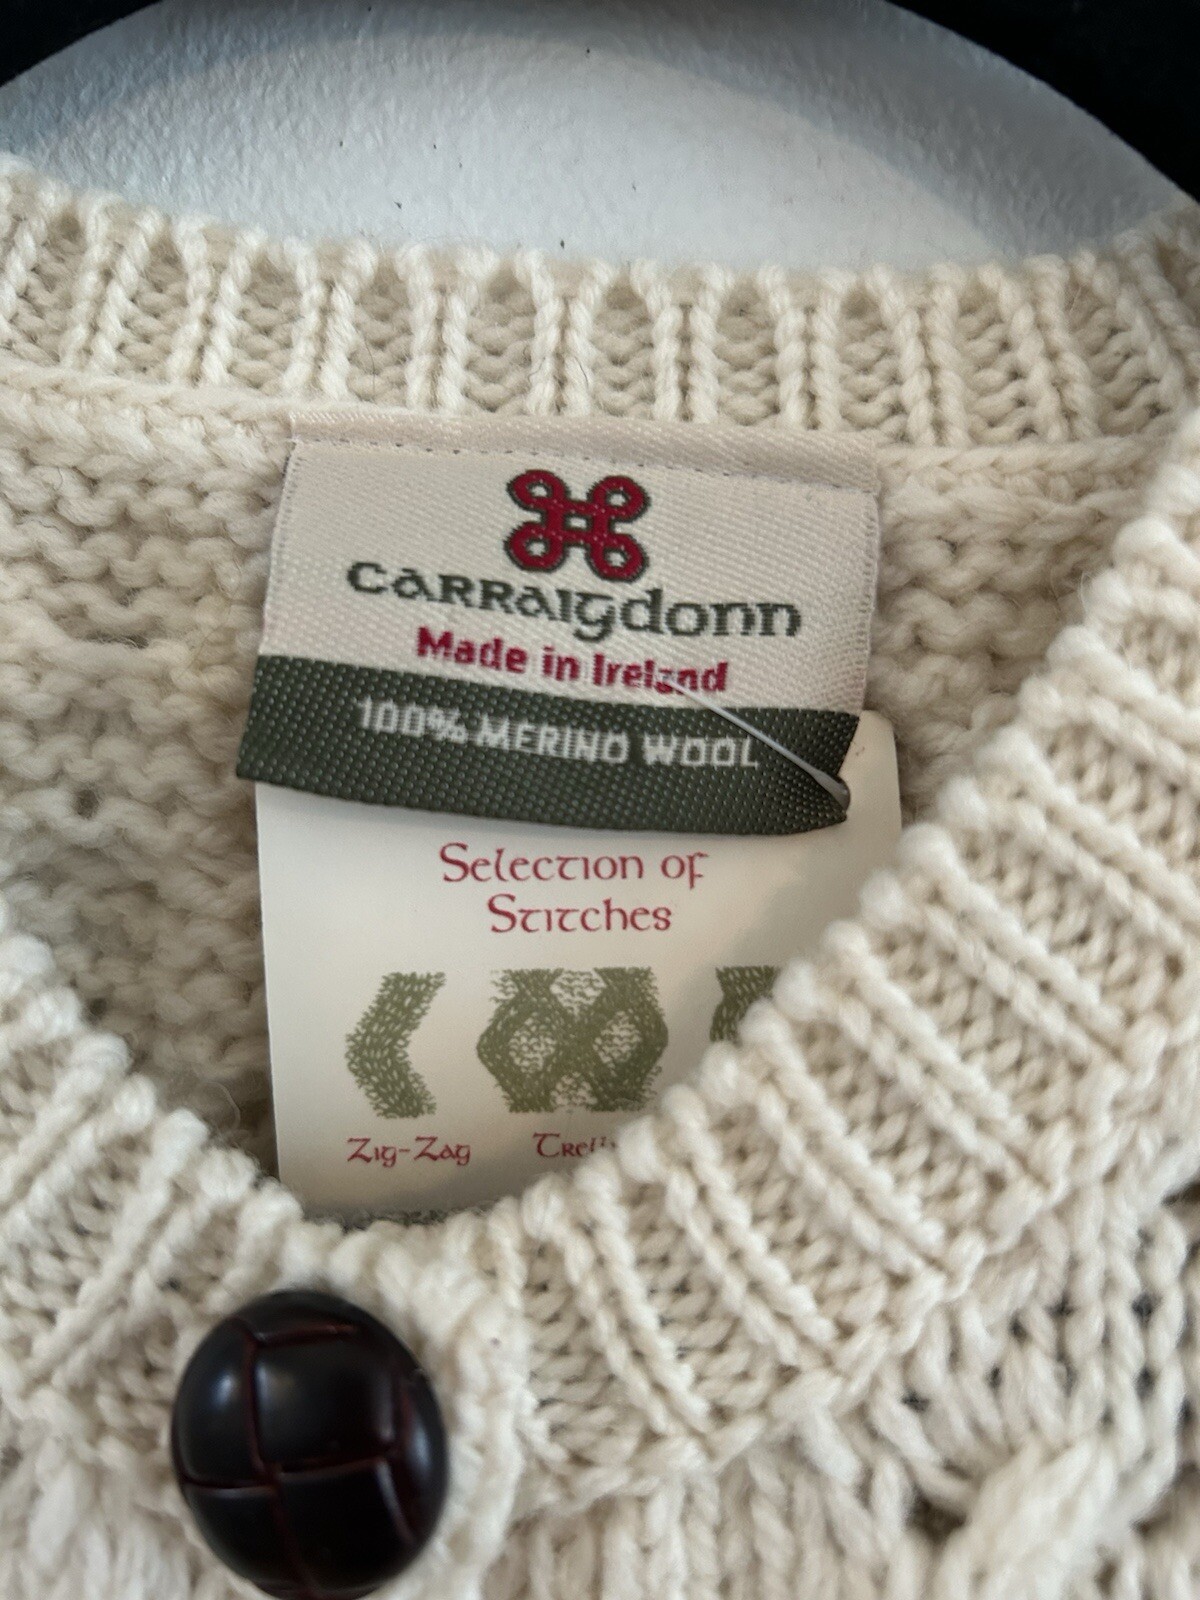 CARRAIGdonn
Made in Ireland
100% MERINO WOOL
Selection of
Stitches
Zig-Zag